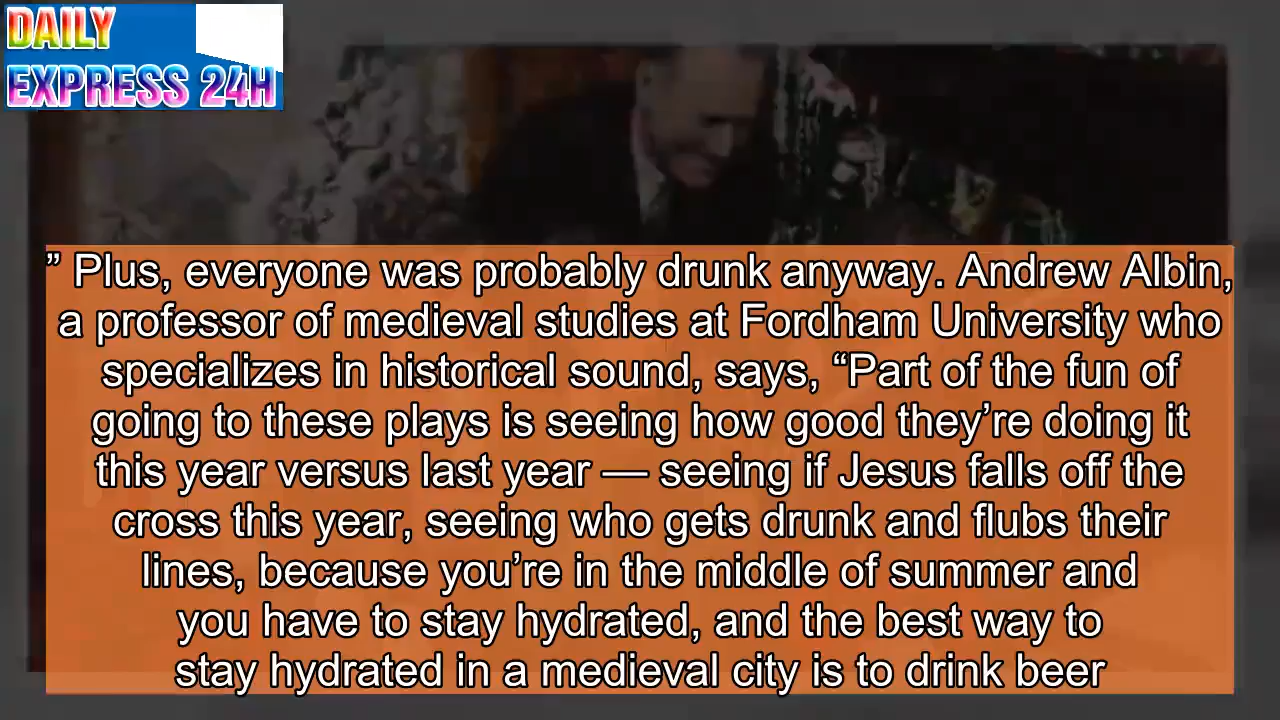 DAILY
EXPRESS 24H
” Plus, everyone was probably drunk anyway. Andrew Albin,
a professor of medieval studies at Fordham University who
specializes in historical sound, says, “Part of the fun of
going to these plays is seeing how good they’re doing it
this year versus last year — seeing if Jesus falls off the
cross this year, seeing who gets drunk and flubs their
lines, because you’re in the middle of summer and
you have to stay hydrated, and the best way to
stay hydrated in a medieval city is to drink beer